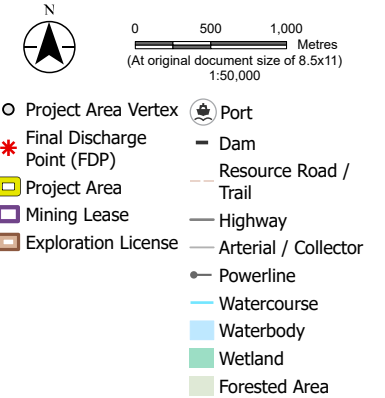 N
0 500 1,000
Metres
(At original document size of 8.5x11)
1:50,000
Project Area Vertex
Final Discharge
Point (FDP)
Project Area
Mining Lease
Exploration License
Port
Dam
Resource Road /
Trail
Highway
Arterial / Collector
Powerline
Watercourse
Waterbody
Wetland
Forested Area